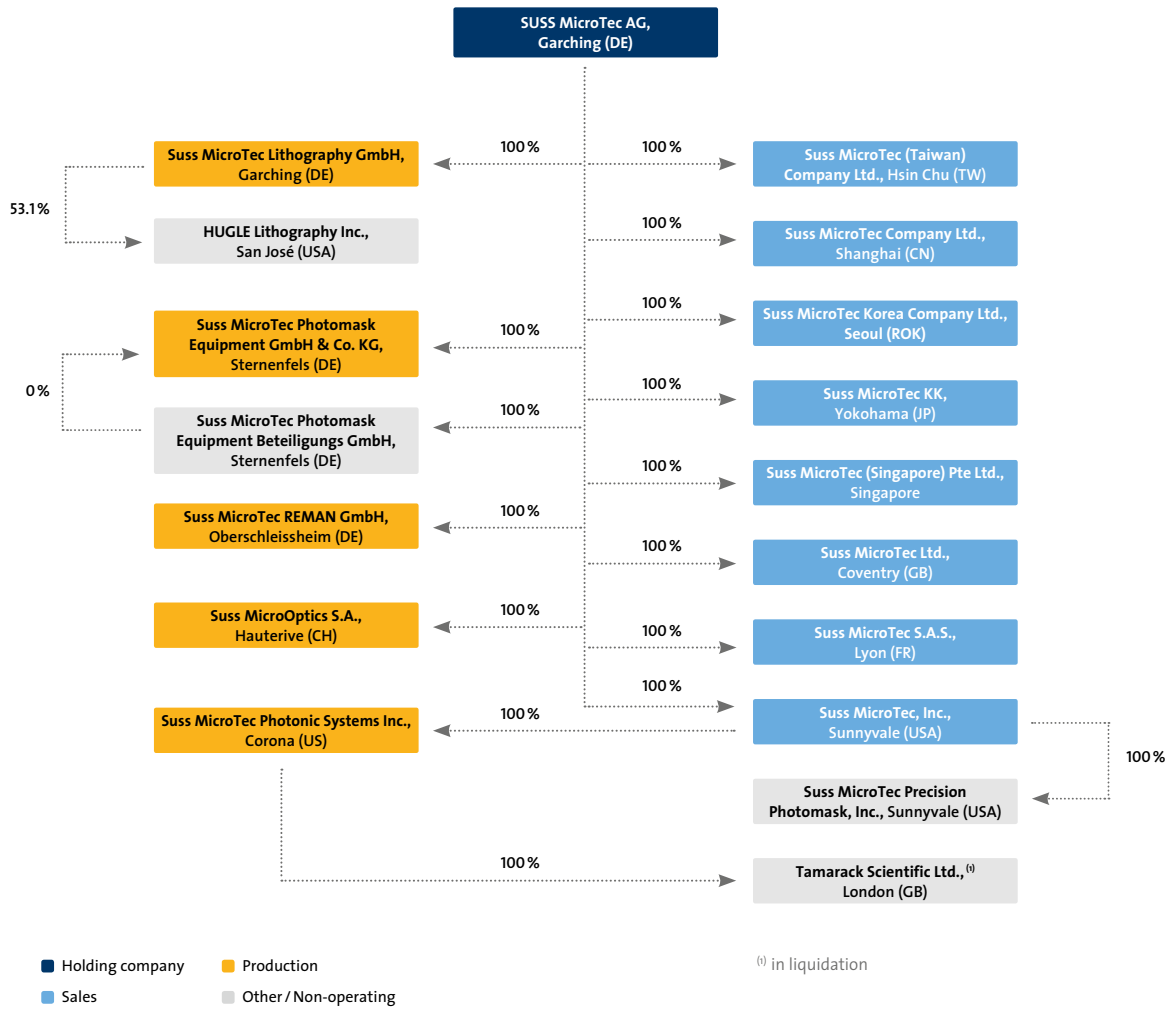 SUSS MicroTec AG,
Garching (DE)
100 %
100 %
Suss MicroTec Lithography GmbH,
Garching (DE)
Suss MicroTec (Taiwan)
Company Ltd., Hsin Chu (TW)
53.1 %
HUGLE Lithography Inc.,
San José (USA)
100 %
Suss MicroTec Company Ltd.,
Shanghai (CN)
100 %
Suss MicroTec Korea Company Ltd.,
Seoul (ROK)
Suss MicroTec Photomask
Equipment GmbH & Co. KG,
Sternenfels (DE)
100 %
0 %
100 %
Suss MicroTec KK,
Yokohama (JP)
Suss MicroTec Photomask
Equipment Beteiligungs GmbH,
Sternenfels (DE)
100 %
100 %
Suss MicroTec (Singapore) Pte Ltd.,
Singapore
Suss MicroTec REMAN GmbH,
Oberschleissheim (DE)
100 %
100 %
Suss MicroTec Ltd.,
Coventry (GB)
Suss MicroOptics S.A.,
Hauterive (CH)
100 %
100 %
Suss MicroTec S.A.S.,
Lyon (FR)
100 %
Suss MicroTec, Inc.,
Sunnyvale (USA)
Suss MicroTec Photonic Systems Inc.,
Corona (US)
100 %
100 %
Suss MicroTec Precision
Photomask, Inc., Sunnyvale (USA)
100 %
Tamarack Scientific Ltd., (1)
London (GB)
Holding company
Production
Sales
Other / Non-operating
(1) in liquidation